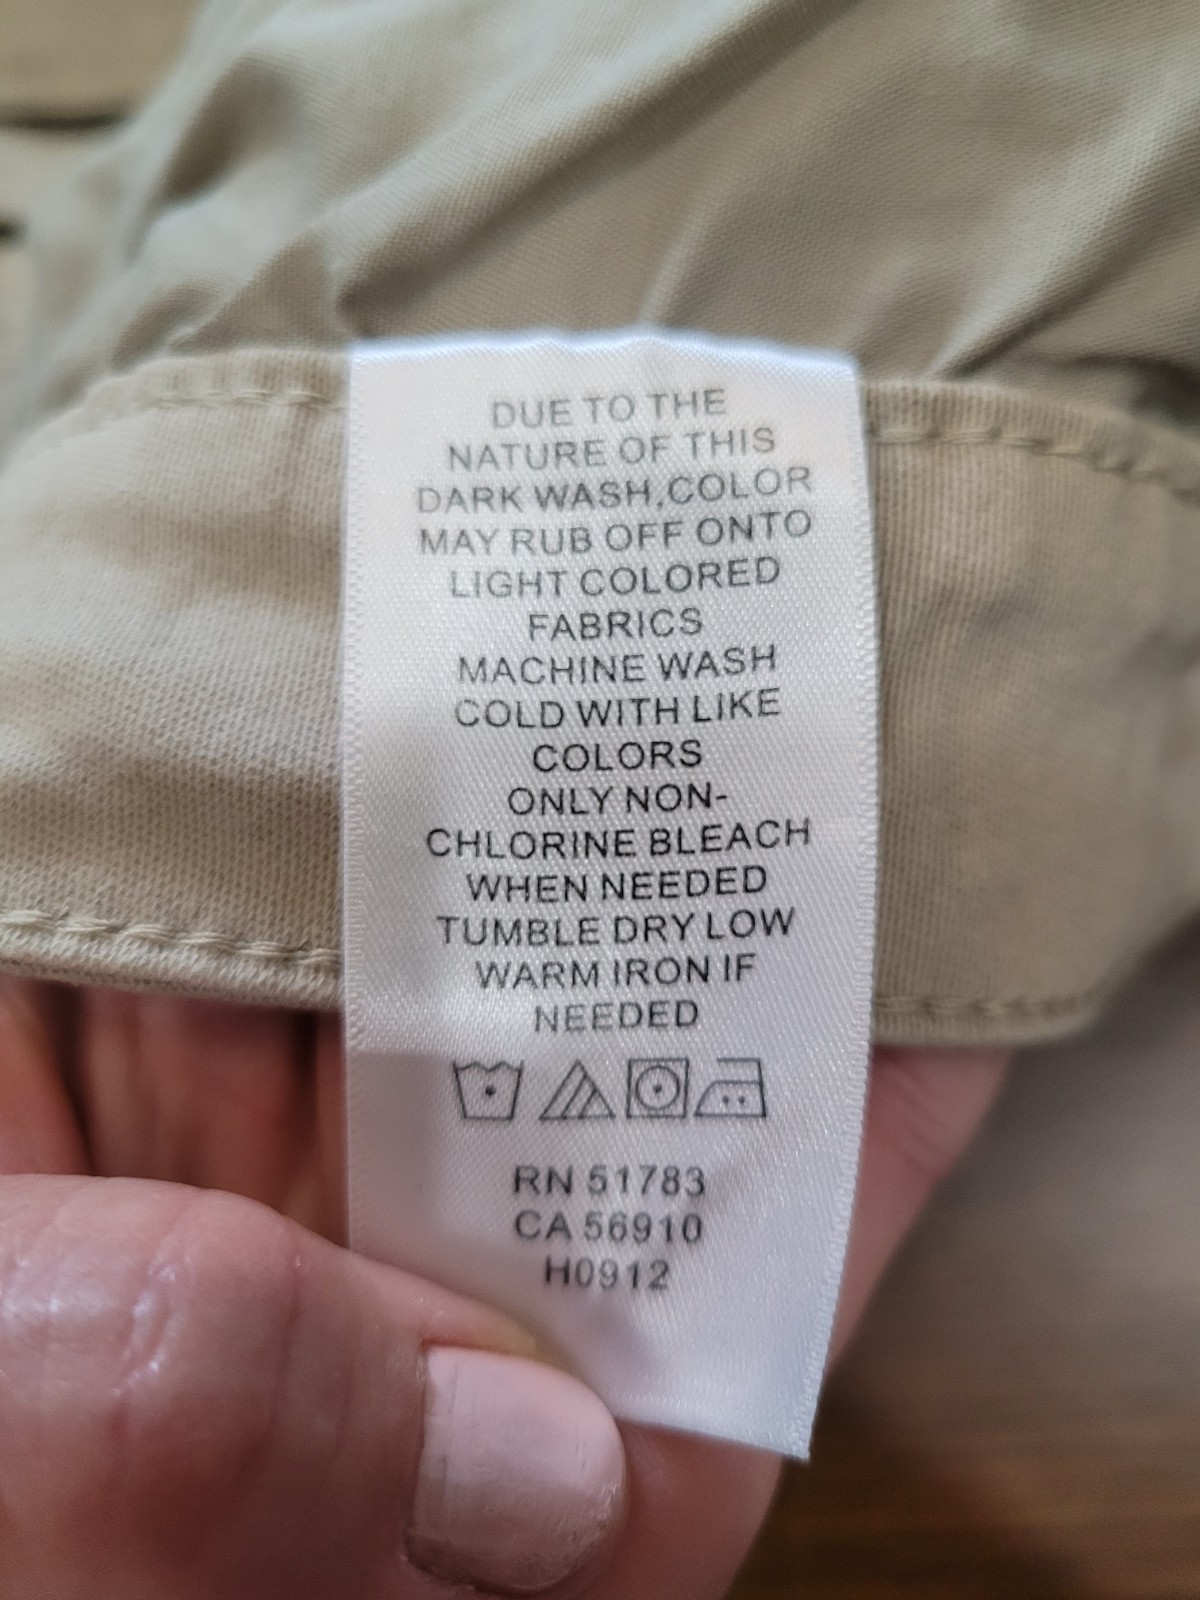 DUE TO THE
NATURE OF THIS
DARK WASH,COLOR
MAY RUB OFF ONTO
LIGHT COLORED
FABRICS
MACHINE WASH
COLD WITH LIKE
COLORS
ONLY NON-
CHLORINE BLEACH
WHEN NEEDED
TUMBLE DRY LOW
WARM IRON IF
NEEDED
RN 51783
CA 56910
H0912